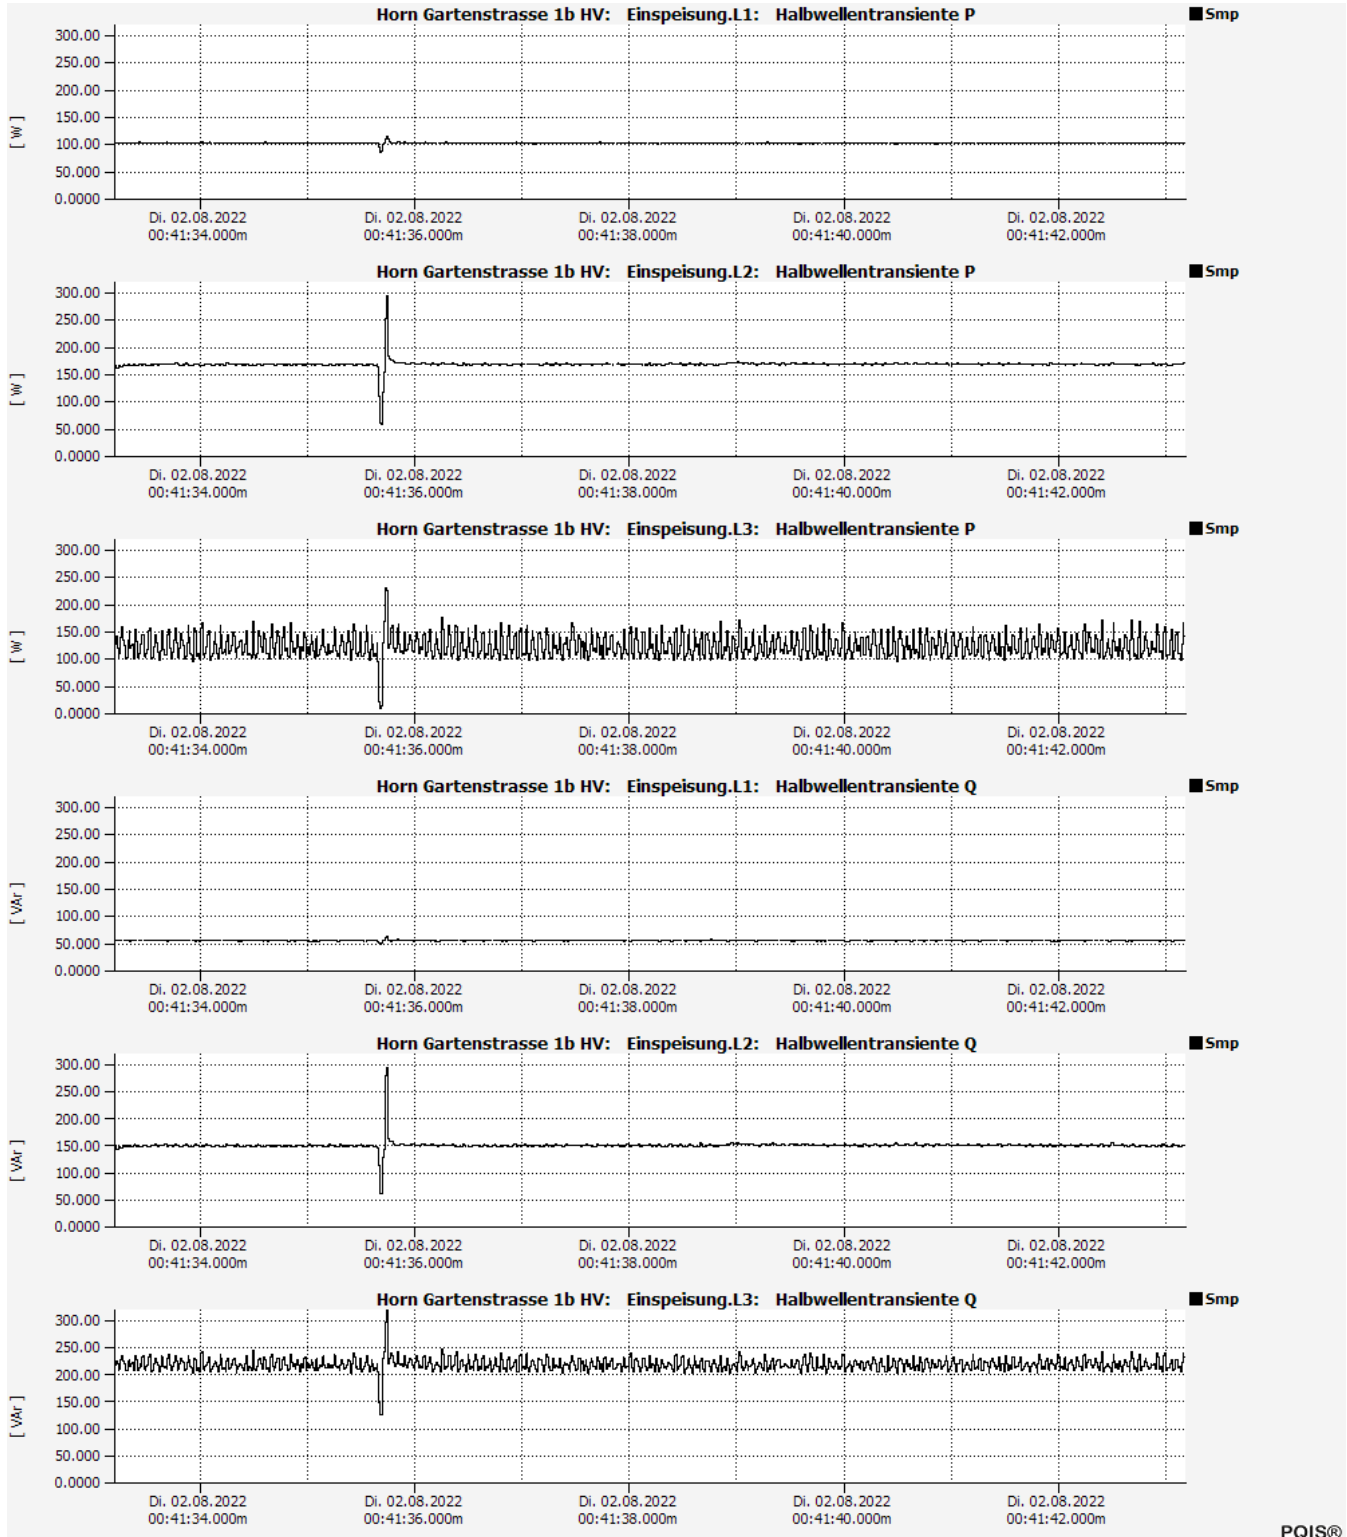 Horn Gartenstrasse 1b HV: Einspeisung.L1: Halbwellentransiente P
Smp
300.00
250.00
200.00
150.00
100.00
50.000
0.0000
[ W ]
Di. 02.08.2022 Di. 02.08.2022 Di. 02.08.2022 Di. 02.08.2022 Di. 02.08.2022
00:41:34.000m 00:41:36.000m 00:41:38.000m 00:41:40.000m 00:41:42.000m
Horn Gartenstrasse 1b HV: Einspeisung.L2: Halbwellentransiente P
Smp
300.00
250.00
200.00
150.00
100.00
50.000
0.0000
[ W ]
Di. 02.08.2022 Di. 02.08.2022 Di. 02.08.2022 Di. 02.08.2022 Di. 02.08.2022
00:41:34.000m 00:41:36.000m 00:41:38.000m 00:41:40.000m 00:41:42.000m
Horn Gartenstrasse 1b HV: Einspeisung.L3: Halbwellentransiente P
Smp
300.00
250.00
200.00
150.00
100.00
50.000
0.0000
[ W ]
Di. 02.08.2022 Di. 02.08.2022 Di. 02.08.2022 Di. 02.08.2022 Di. 02.08.2022
00:41:34.000m 00:41:36.000m 00:41:38.000m 00:41:40.000m 00:41:42.000m
Horn Gartenstrasse 1b HV: Einspeisung.L1: Halbwellentransiente Q
Smp
300.00
250.00
200.00
150.00
100.00
50.000
0.0000
[ VAr ]
Di. 02.08.2022 Di. 02.08.2022 Di. 02.08.2022 Di. 02.08.2022 Di. 02.08.2022
00:41:34.000m 00:41:36.000m 00:41:38.000m 00:41:40.000m 00:41:42.000m
Horn Gartenstrasse 1b HV: Einspeisung.L2: Halbwellentransiente Q
Smp
300.00
250.00
200.00
150.00
100.00
50.000
0.0000
[ VAr ]
Di. 02.08.2022 Di. 02.08.2022 Di. 02.08.2022 Di. 02.08.2022 Di. 02.08.2022
00:41:34.000m 00:41:36.000m 00:41:38.000m 00:41:40.000m 00:41:42.000m
Horn Gartenstrasse 1b HV: Einspeisung.L3: Halbwellentransiente Q
Smp
300.00
250.00
200.00
150.00
100.00
50.000
0.0000
[ VAr ]
Di. 02.08.2022 Di. 02.08.2022 Di. 02.08.2022 Di. 02.08.2022 Di. 02.08.2022
00:41:34.000m 00:41:36.000m 00:41:38.000m 00:41:40.000m 00:41:42.000m
PQIS®